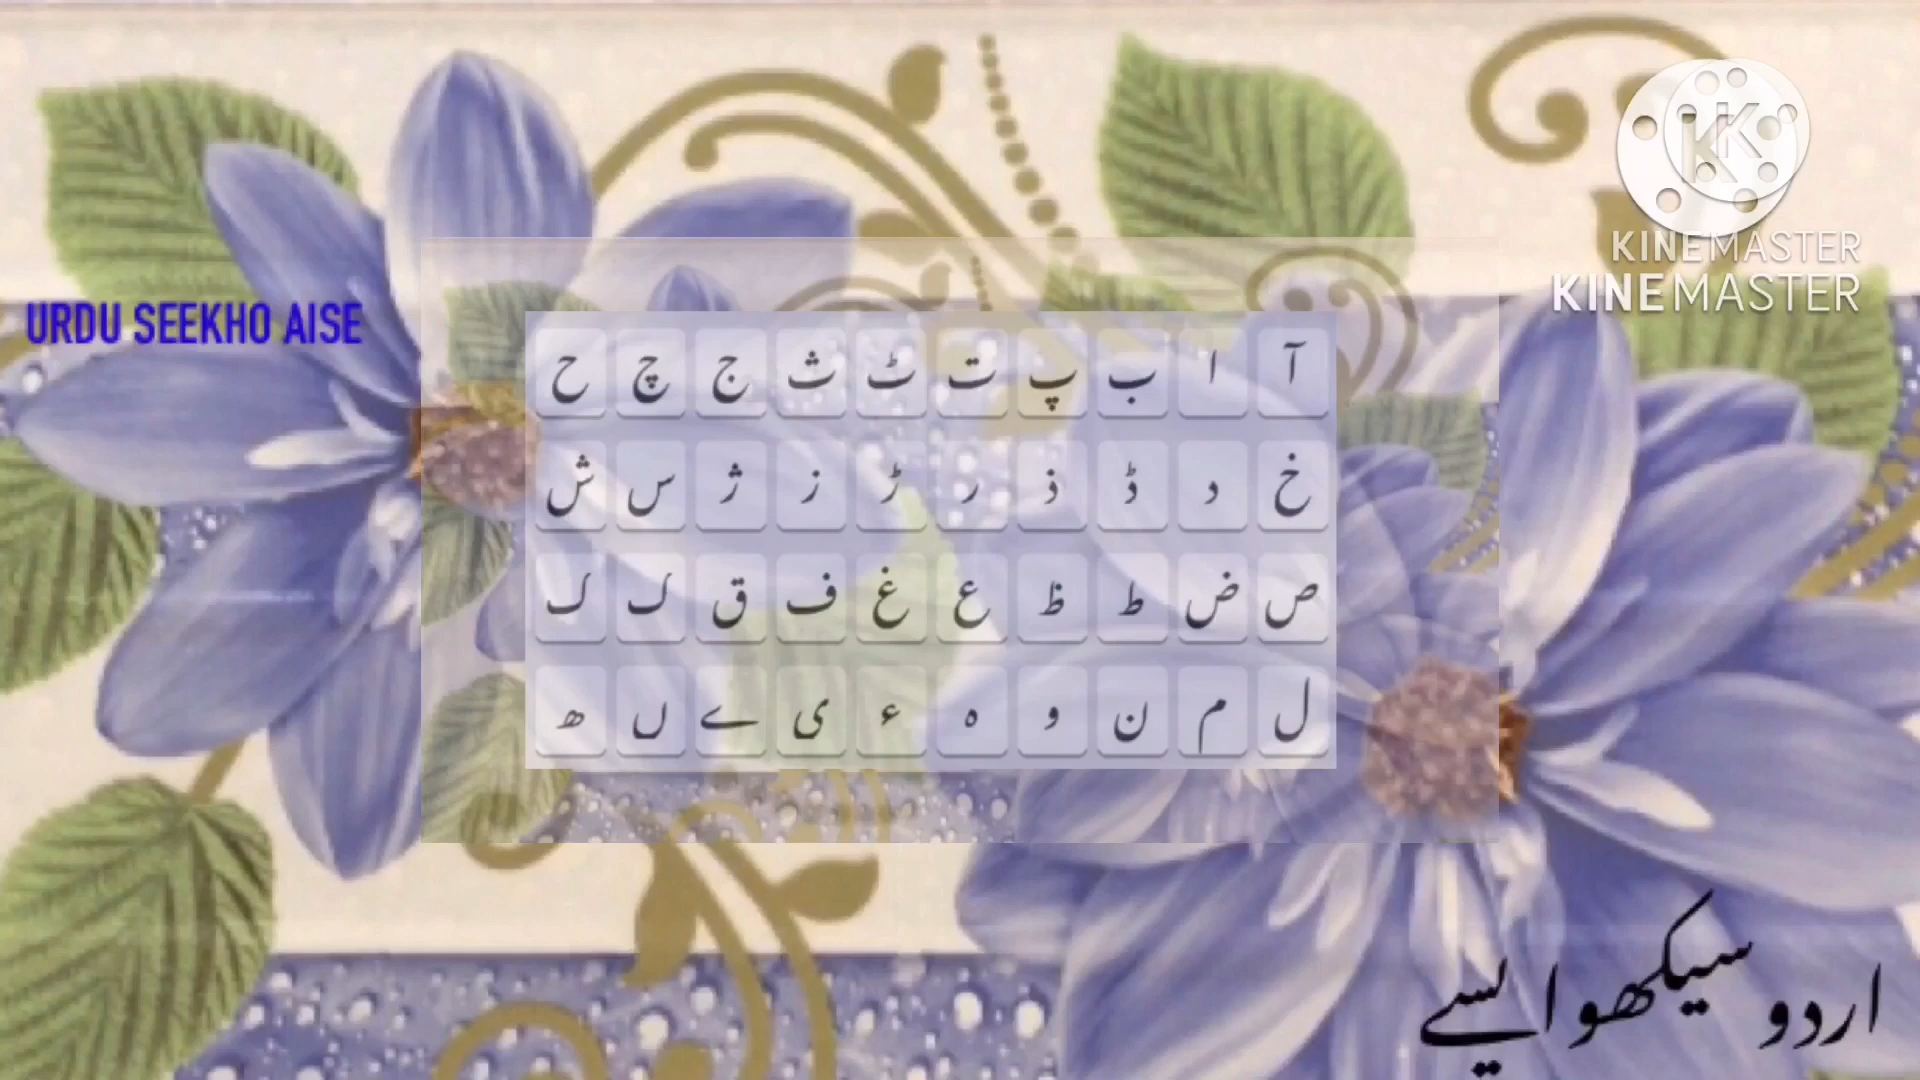 KINEMASTER
KINEMASTER
URDU SEEKHO AISE
آ ا ب پ ت ٹ ث ج چ ح
خ د ڈ ذ ر ڑ ز ژ س ش
ص ض ط ظ ع غ ف ق ک ک
ل م ن و ہ ء ی ے ں ھ
اردو سیکھو ایسے